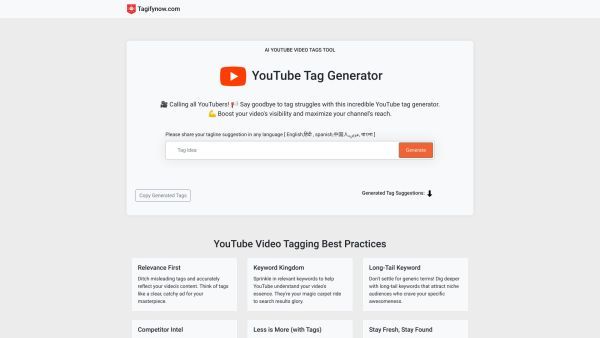 Tagifynow.com
AI YOUTUBE VIDEO TAGS TOOL
YouTube Tag Generator
🎥 Calling all YouTubers! 📢 Say goodbye to tag struggles with this incredible YouTube tag generator.
💪 Boost your video's visibility and maximize your channel's reach.
Please share your tagline suggestion in any language [ English,हिंदी , spanish,中国人,عربي, বাংলা ]
Tag Idea
Generate
Copy Generated Tags
Generated Tag Suggestions: ⬇
YouTube Video Tagging Best Practices
Relevance First
Ditch misleading tags and accurately
reflect your video's content. Think of tags
like a clear, catchy ad for your
masterpiece.
Keyword Kingdom
Sprinkle in relevant keywords to help
YouTube understand your video's
essence. They're your magic carpet ride
to search results glory.
Long-Tail Keyword
Don't settle for generic terms! Dig deeper
with long-tail keywords that attract niche
audiences who crave your specific
awesomeness.
Competitor Intel
Less is More (with Tags)
Stay Fresh, Stay Found